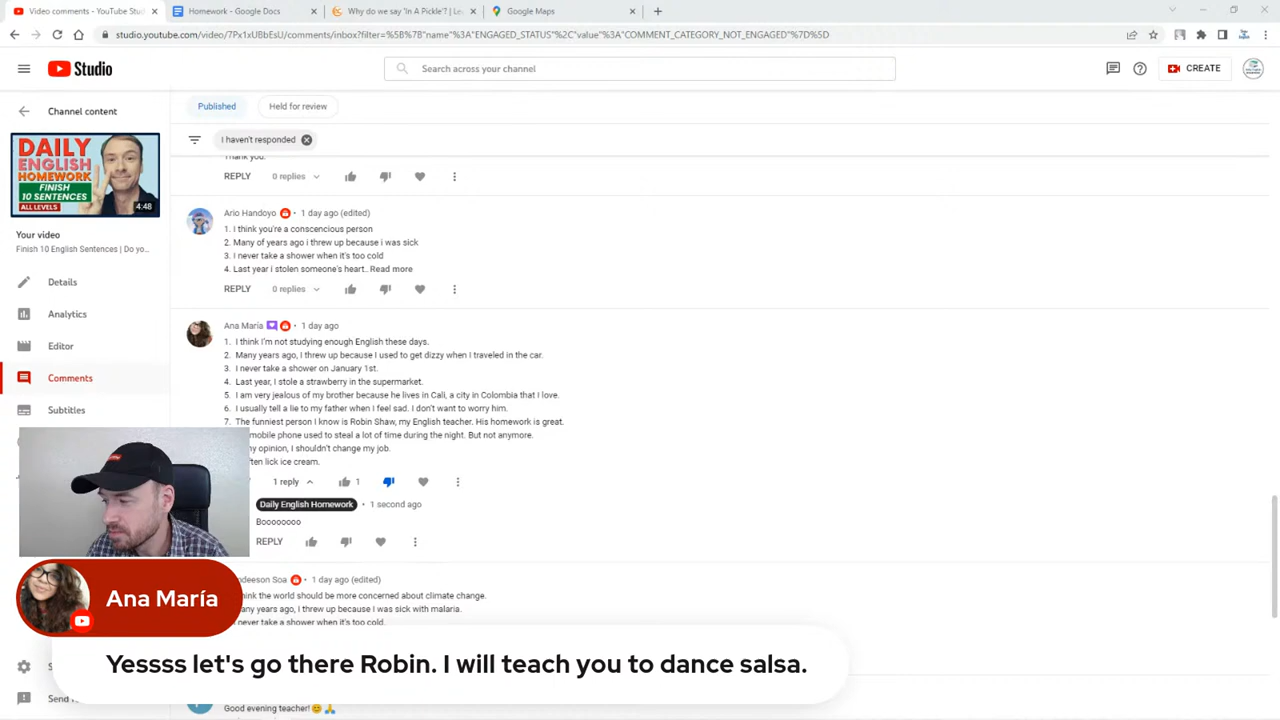 Video comments - YouTube Stud
Homework - Google Docs
Why do we say 'In A Pickle'? | Le
Google Maps
studio.youtube.com/video/7Px1xUBbEsU/comments/inbox?filter=%5B%7B"name"%3A"ENGAGED_STATUS"%2C"value"%3A"COMMENT_CATEGORY_NOT_ENGAGED"%7D%5D
Studio
Search across your channel
CREATE
Channel content
Published
Held for review
I haven't responded
DAILY
ENGLISH
HOMEWORK
FINISH
10 SENTENCES
ALL LEVELS
4:48
Your video
Finish 10 English Sentences | Do yo...
Details
Analytics
Editor
Comments
Subtitles
Thank you.
REPLY 0 replies
Ario Handoyo • 1 day ago (edited)
1. I think you're a conscencious person
2. Many of years ago i threw up because i was sick
3. I never take a shower when it's too cold
4. Last year i stolen someone's heart.. Read more
REPLY 0 replies
Ana María • 1 day ago
1. I think I'm not studying enough English these days.
2. Many years ago, I threw up because I used to get dizzy when I traveled in the car.
3. I never take a shower on January 1st.
4. Last year, I stole a strawberry in the supermarket.
5. I am very jealous of my brother because he lives in Cali, a city in Colombia that I love.
6. I usually tell a lie to my father when I feel sad. I don't want to worry him.
7. The funniest person I know is Robin Shaw, my English teacher. His homework is great.
mobile phone used to steal a lot of time during the night. But not anymore.
opinion, I shouldn't change my job.
ten lick ice cream.
1 reply 1
Daily English Homework • 1 second ago
Boooooooo
REPLY
Soa • 1 day ago (edited)
think the world should be more concerned about climate change.
any years ago, I threw up because I was sick with malaria.
never take a shower when it's too cold.
Ana María
Yessss let's go there Robin. I will teach you to dance salsa.
Good evening teacher!😊🙏